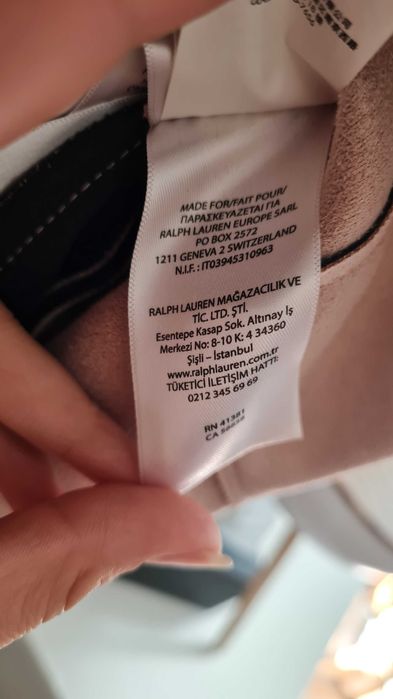 MADE FOR/FAIT POUR/
ΠΑΡΑΣΚΕΥΑΖΕΤΑΙ ΓΙΑ
RALPH LAUREN EUROPE SARL
PO BOX 2572
1211 GENEVA 2 SWITZERLAND
N.I.F.: IT03945310963
RALPH LAUREN MAĞAZACILIK VE
TİC. LTD. ŞTİ.
Esentepe Kasap Sok. Altınay İş
Merkezi No: 8-10 K: 4 34360
Şişli – İstanbul
www.ralphlauren.com.tr
TÜKETİCİ İLETİŞİM HATTI:
0212 345 69 69
RN 41381
CA